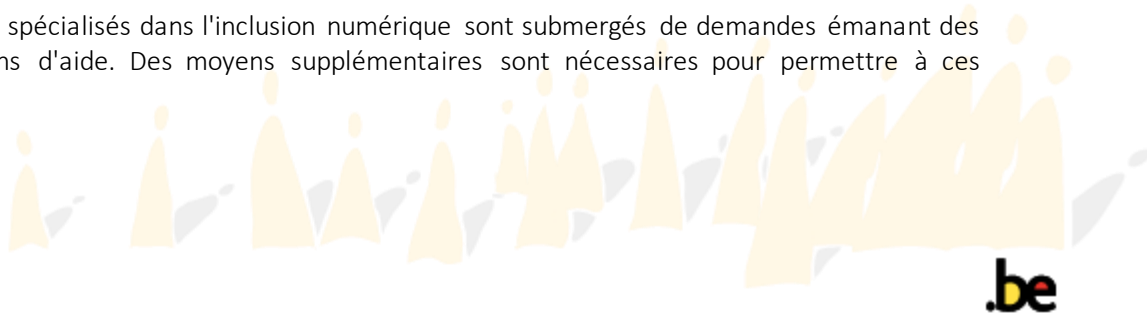 spécialisés dans l'inclusion numérique sont submergés de demandes émanant des
d'aide. Des moyens supplémentaires sont nécessaires pour permettre à ces
.be